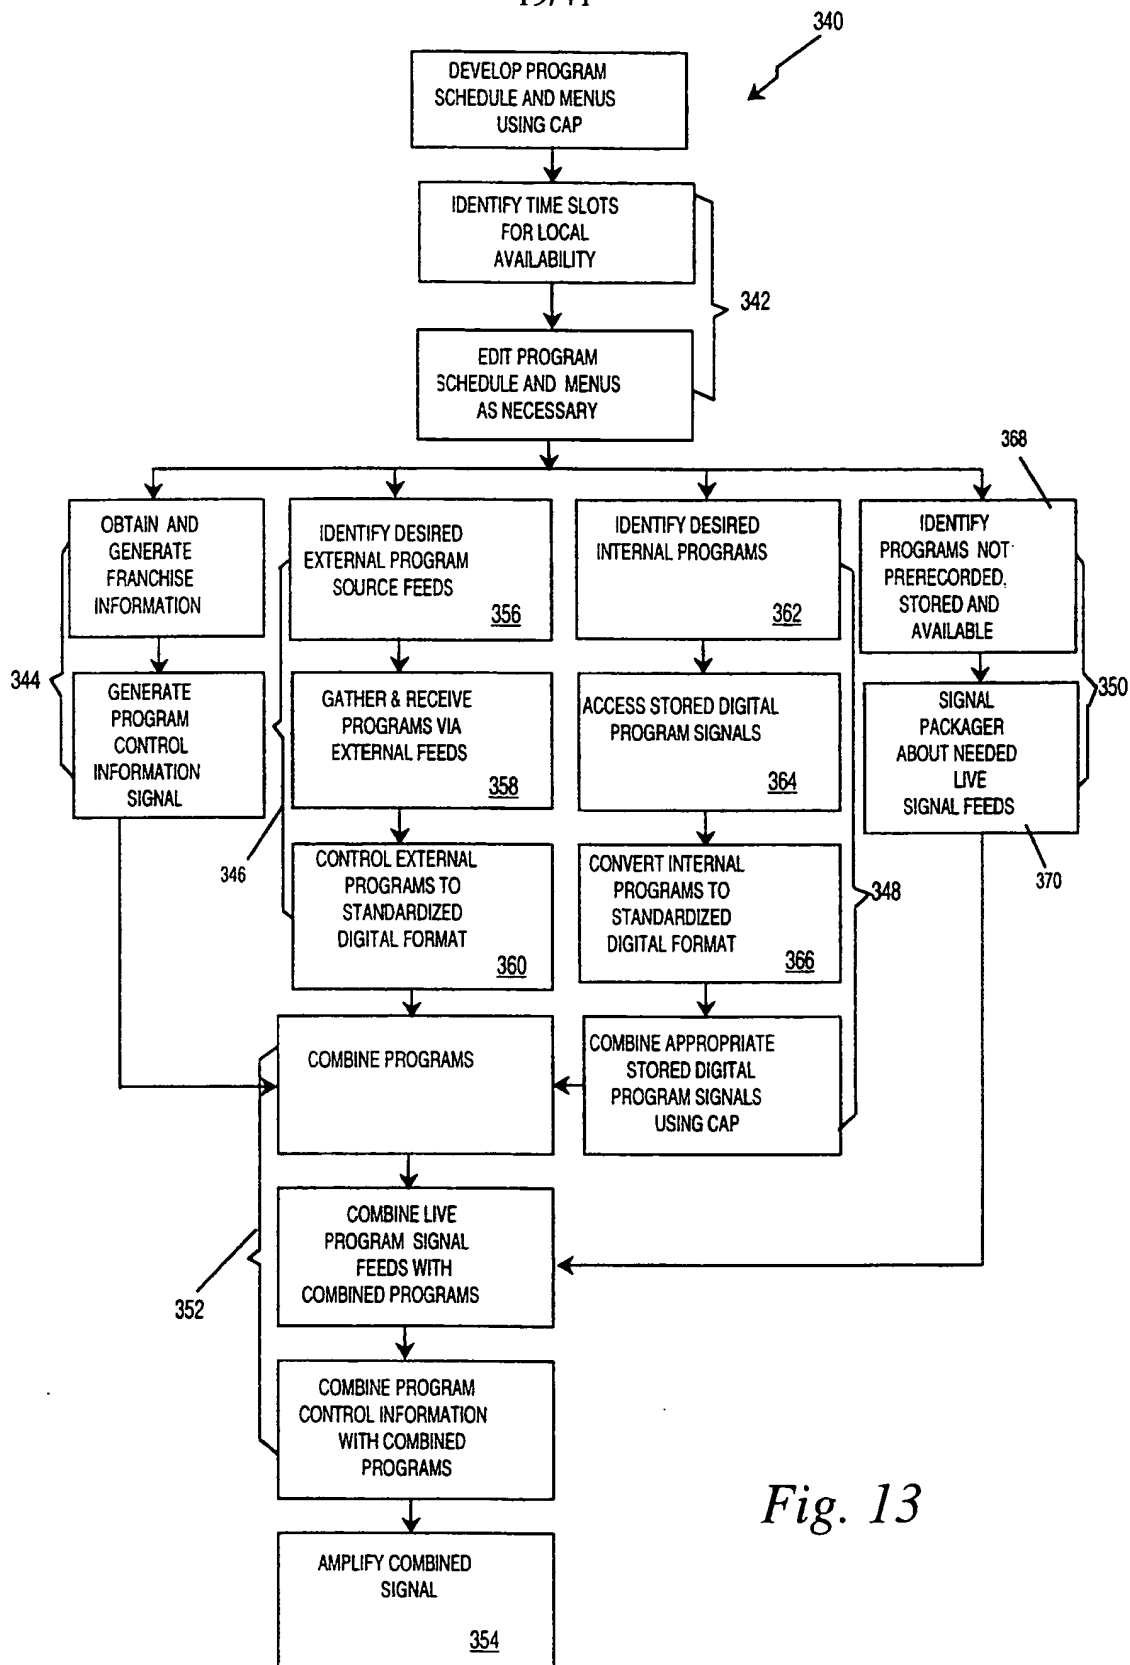 340
DEVELOP PROGRAM
SCHEDULE AND MENUS
USING CAP
IDENTIFY TIME SLOTS
FOR LOCAL
AVAILABILITY
342
EDIT PROGRAM
SCHEDULE AND MENUS
AS NECESSARY
368
OBTAIN AND
GENERATE
FRANCHISE
INFORMATION
IDENTIFY DESIRED
EXTERNAL PROGRAM
SOURCE FEEDS
356
IDENTIFY DESIRED
INTERNAL PROGRAMS
362
IDENTIFY
PROGRAMS NOT
PRERECORDED,
STORED AND
AVAILABLE
344
350
GENERATE
PROGRAM
CONTROL
INFORMATION
SIGNAL
GATHER & RECEIVE
PROGRAMS VIA
EXTERNAL FEEDS
358
ACCESS STORED DIGITAL
PROGRAM SIGNALS
364
SIGNAL
PACKAGER
ABOUT NEEDED
LIVE
SIGNAL FEEDS
346
CONTROL EXTERNAL
PROGRAMS TO
STANDARDIZED
DIGITAL FORMAT
360
CONVERT INTERNAL
PROGRAMS TO
STANDARDIZED
DIGITAL FORMAT
366
348
370
COMBINE PROGRAMS
COMBINE APPROPRIATE
STORED DIGITAL
PROGRAM SIGNALS
USING CAP
COMBINE LIVE
PROGRAM SIGNAL
FEEDS WITH
COMBINED PROGRAMS
352
COMBINE PROGRAM
CONTROL INFORMATION
WITH COMBINED
PROGRAMS
AMPLIFY COMBINED
SIGNAL
354
Fig. 13